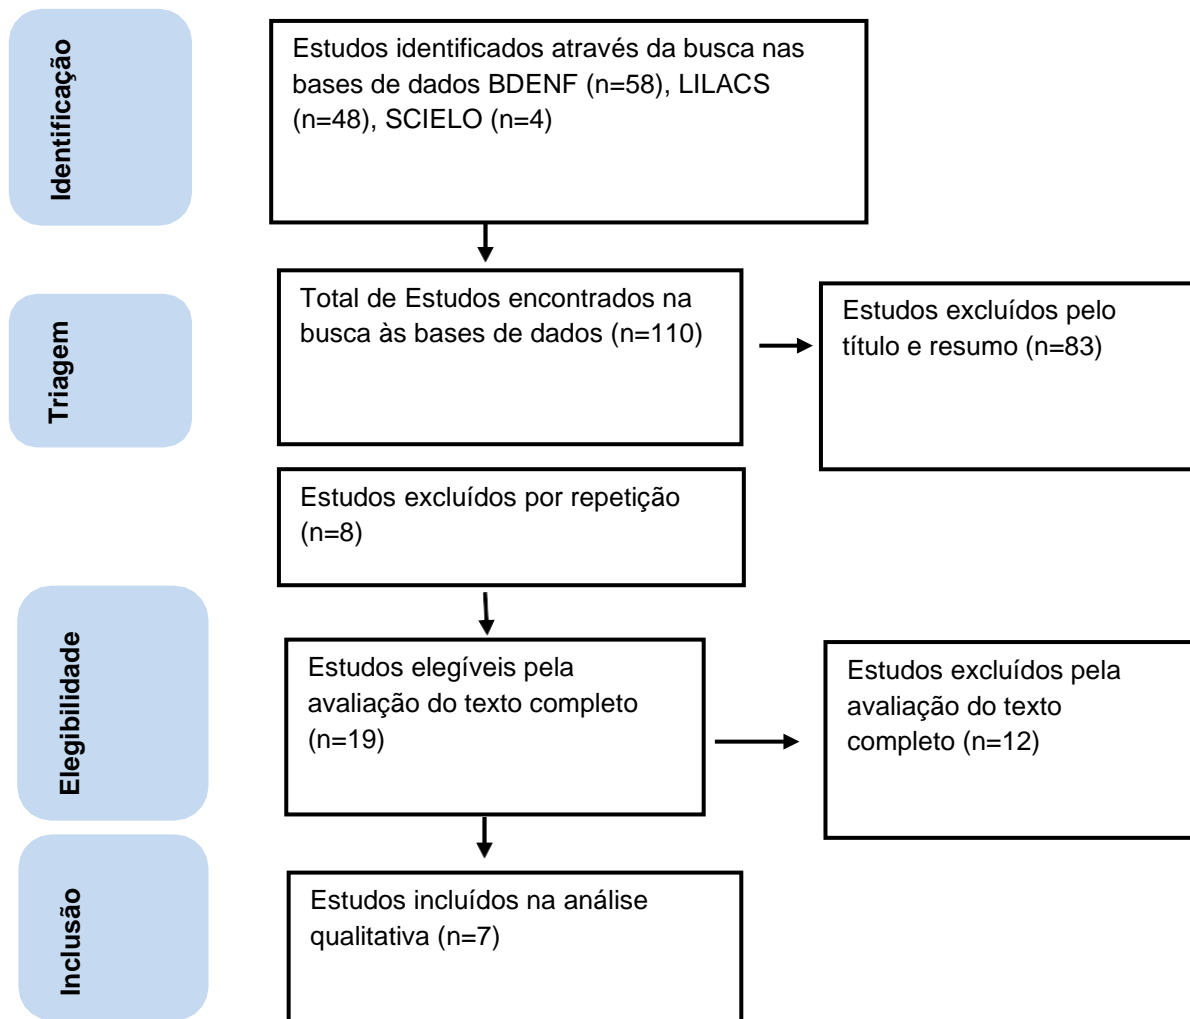 Identificação
Estudos identificados através da busca nas
bases de dados BDENF (n=58), LILACS
(n=48), SCIELO (n=4)
Triagem
Total de Estudos encontrados na
busca às bases de dados (n=110)
Estudos excluídos pelo
título e resumo (n=83)
Estudos excluídos por repetição
(n=8)
Elegibilidade
Estudos elegíveis pela
avaliação do texto completo
(n=19)
Estudos excluídos pela
avaliação do texto
completo (n=12)
Inclusão
Estudos incluídos na análise
qualitativa (n=7)